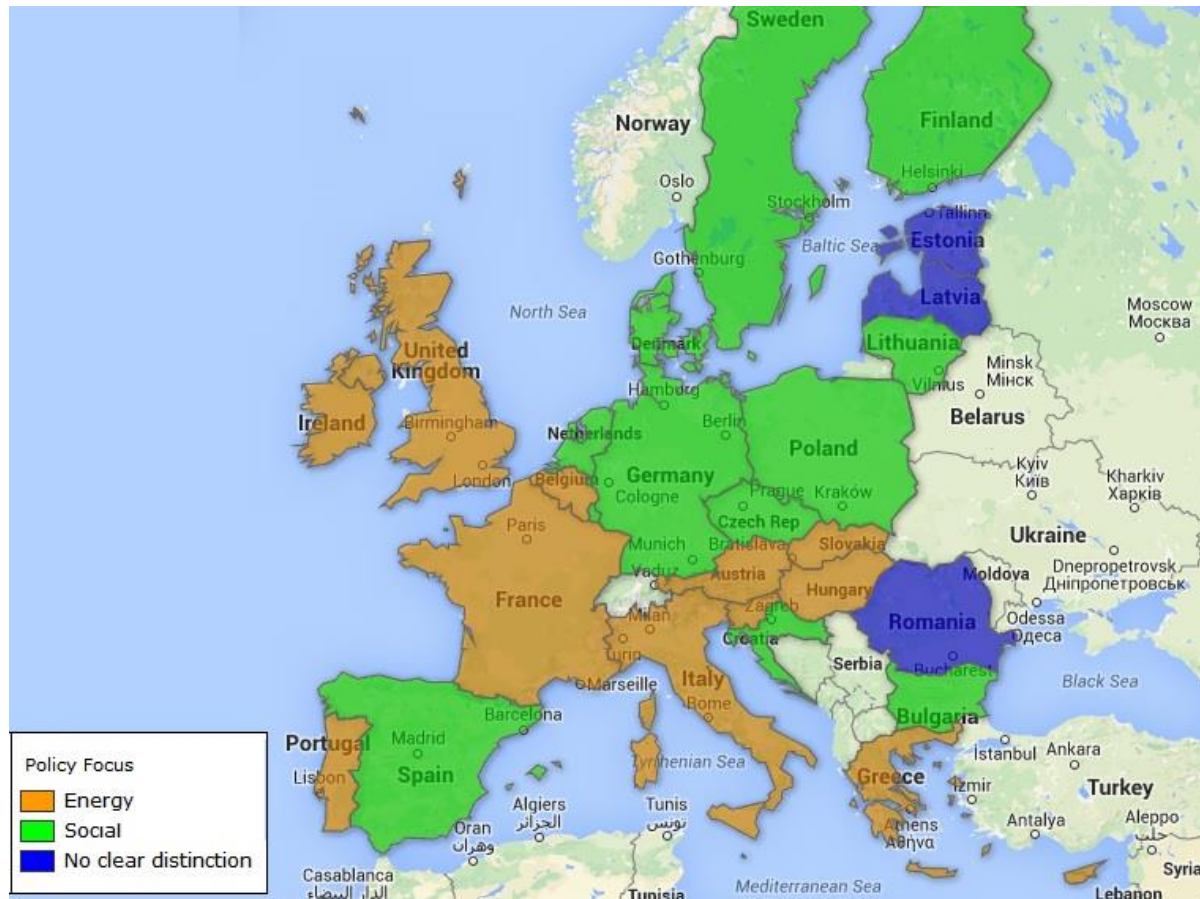 Sweden
Norway
Finland
Helsinki
Oslo
Stockholm
Tallinn
Baltic Sea
Estonia
Gothenburg
Latvia
North Sea
Moscow
Москва
Denmark
Lithuania
United
Kingdom
Minsk
Мінск
Vilnius
Hamburg
Belarus
Ireland
Birmingham
Berlin
Netherlands
Poland
London
Belgium
Germany
Cologne
Kyiv
Київ
Kharkiv
Харків
Prague
Kraków
Paris
Czech Rep
Ukraine
Munich
Bratislava
Slovakia
Vaduz
Austria
Hungary
Moldova
Dnepropetrovsk
Дніпропетровськ
France
Zagreb
Milan
Romania
Odessa
Одеса
Turin
Croatia
Serbia
Bucharest
Marseille
Italy
Black Sea
Rome
Barcelona
Bulgaria
Portugal
Madrid
İstanbul
Ankara
Policy Focus
Lisbon
Spain
Tyrrhenian Sea
Greece
İzmir
Turkey
Energy
Algiers
الجزائر
Tunis
تونس
Athens
Αθήνα
Antalya
Aleppo
حلب
Social
Oran
وهران
No clear distinction
Casablanca
الدار البيضاء
Tunisia
Mediterranean Sea
Syria
Lebanon